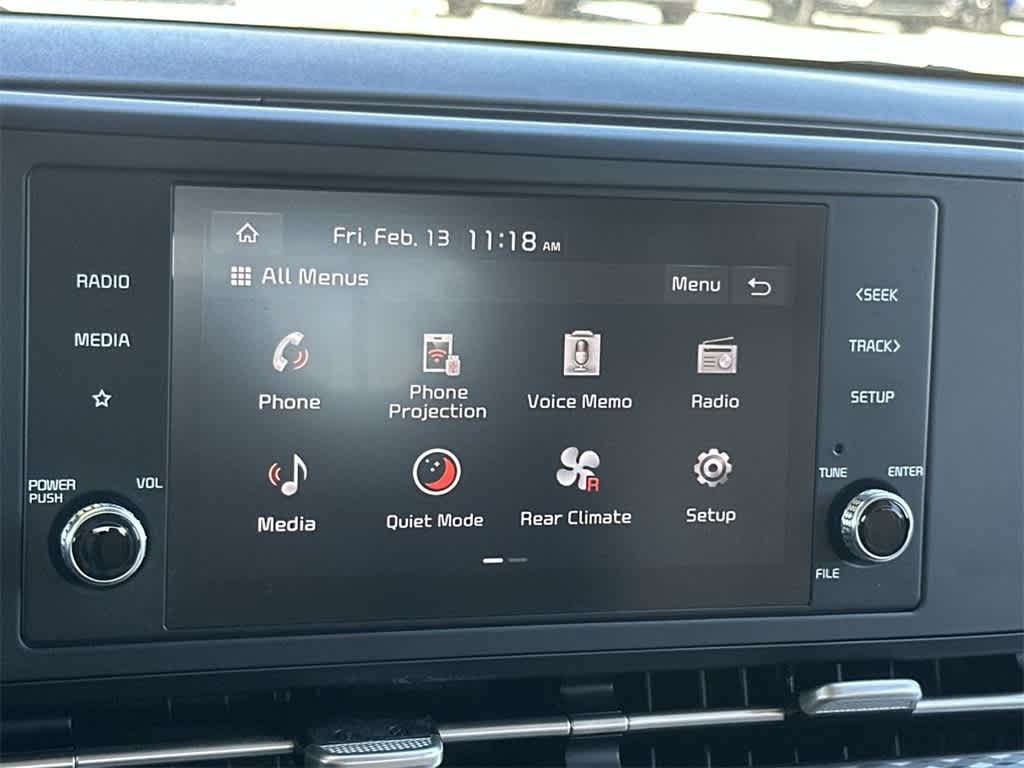 Fri, Feb. 13 11:18 AM
All Menus
Menu
RADIO
MEDIA
POWER
PUSH
VOL
Phone
Phone
Projection
Voice Memo
Radio
Media
Quiet Mode
R
Rear Climate
Setup
<SEEK
TRACK>
SETUP
TUNE
ENTER
FILE